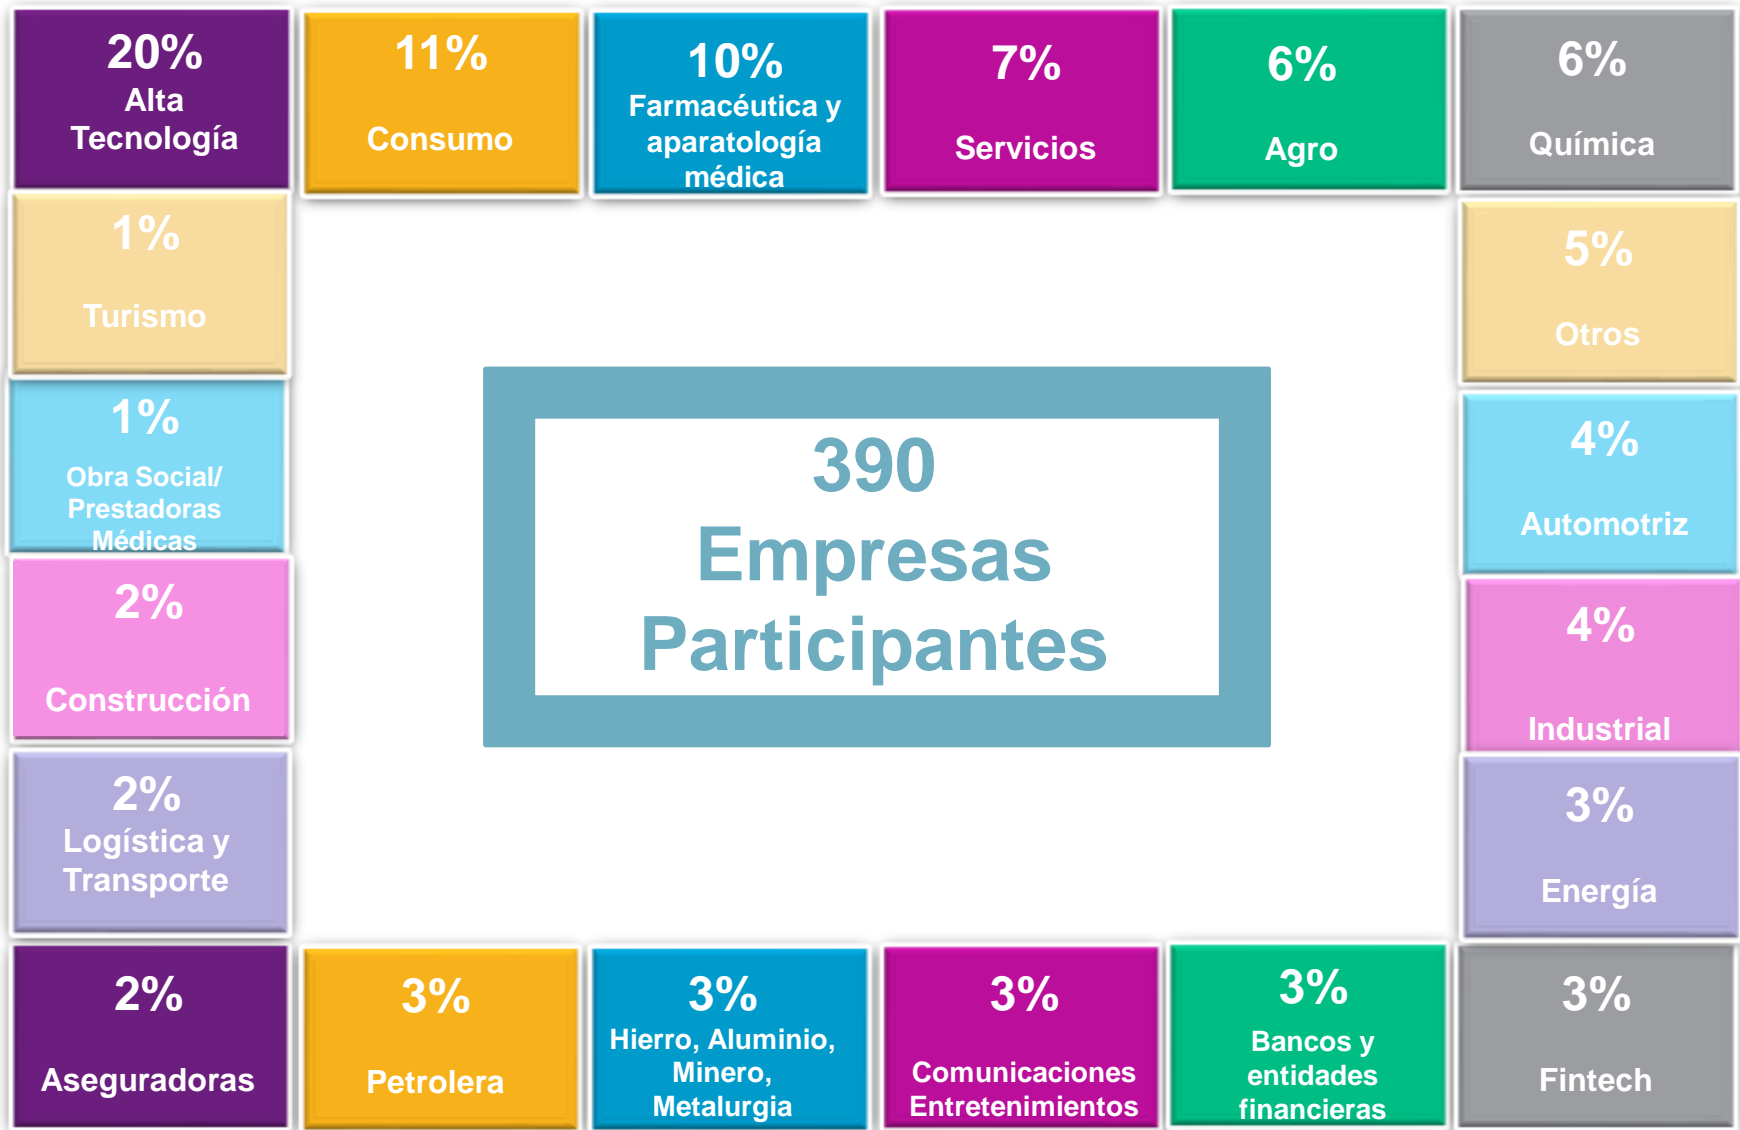 20%
Alta
Tecnología
11%
Consumo
10%
Farmacéutica y
aparatología
médica
7%
Servicios
6%
Agro
6%
Química
1%
Turismo
5%
Otros
1%
Obra Social/
Prestadoras
Médicas
4%
Automotriz
390
Empresas
Participantes
2%
Construcción
4%
Industrial
2%
Logística y
Transporte
3%
Energía
2%
Aseguradoras
3%
Petrolera
3%
Hierro, Aluminio,
Minero,
Metalurgia
3%
Comunicaciones
Entretenimientos
3%
Bancos y
entidades
financieras
3%
Fintech